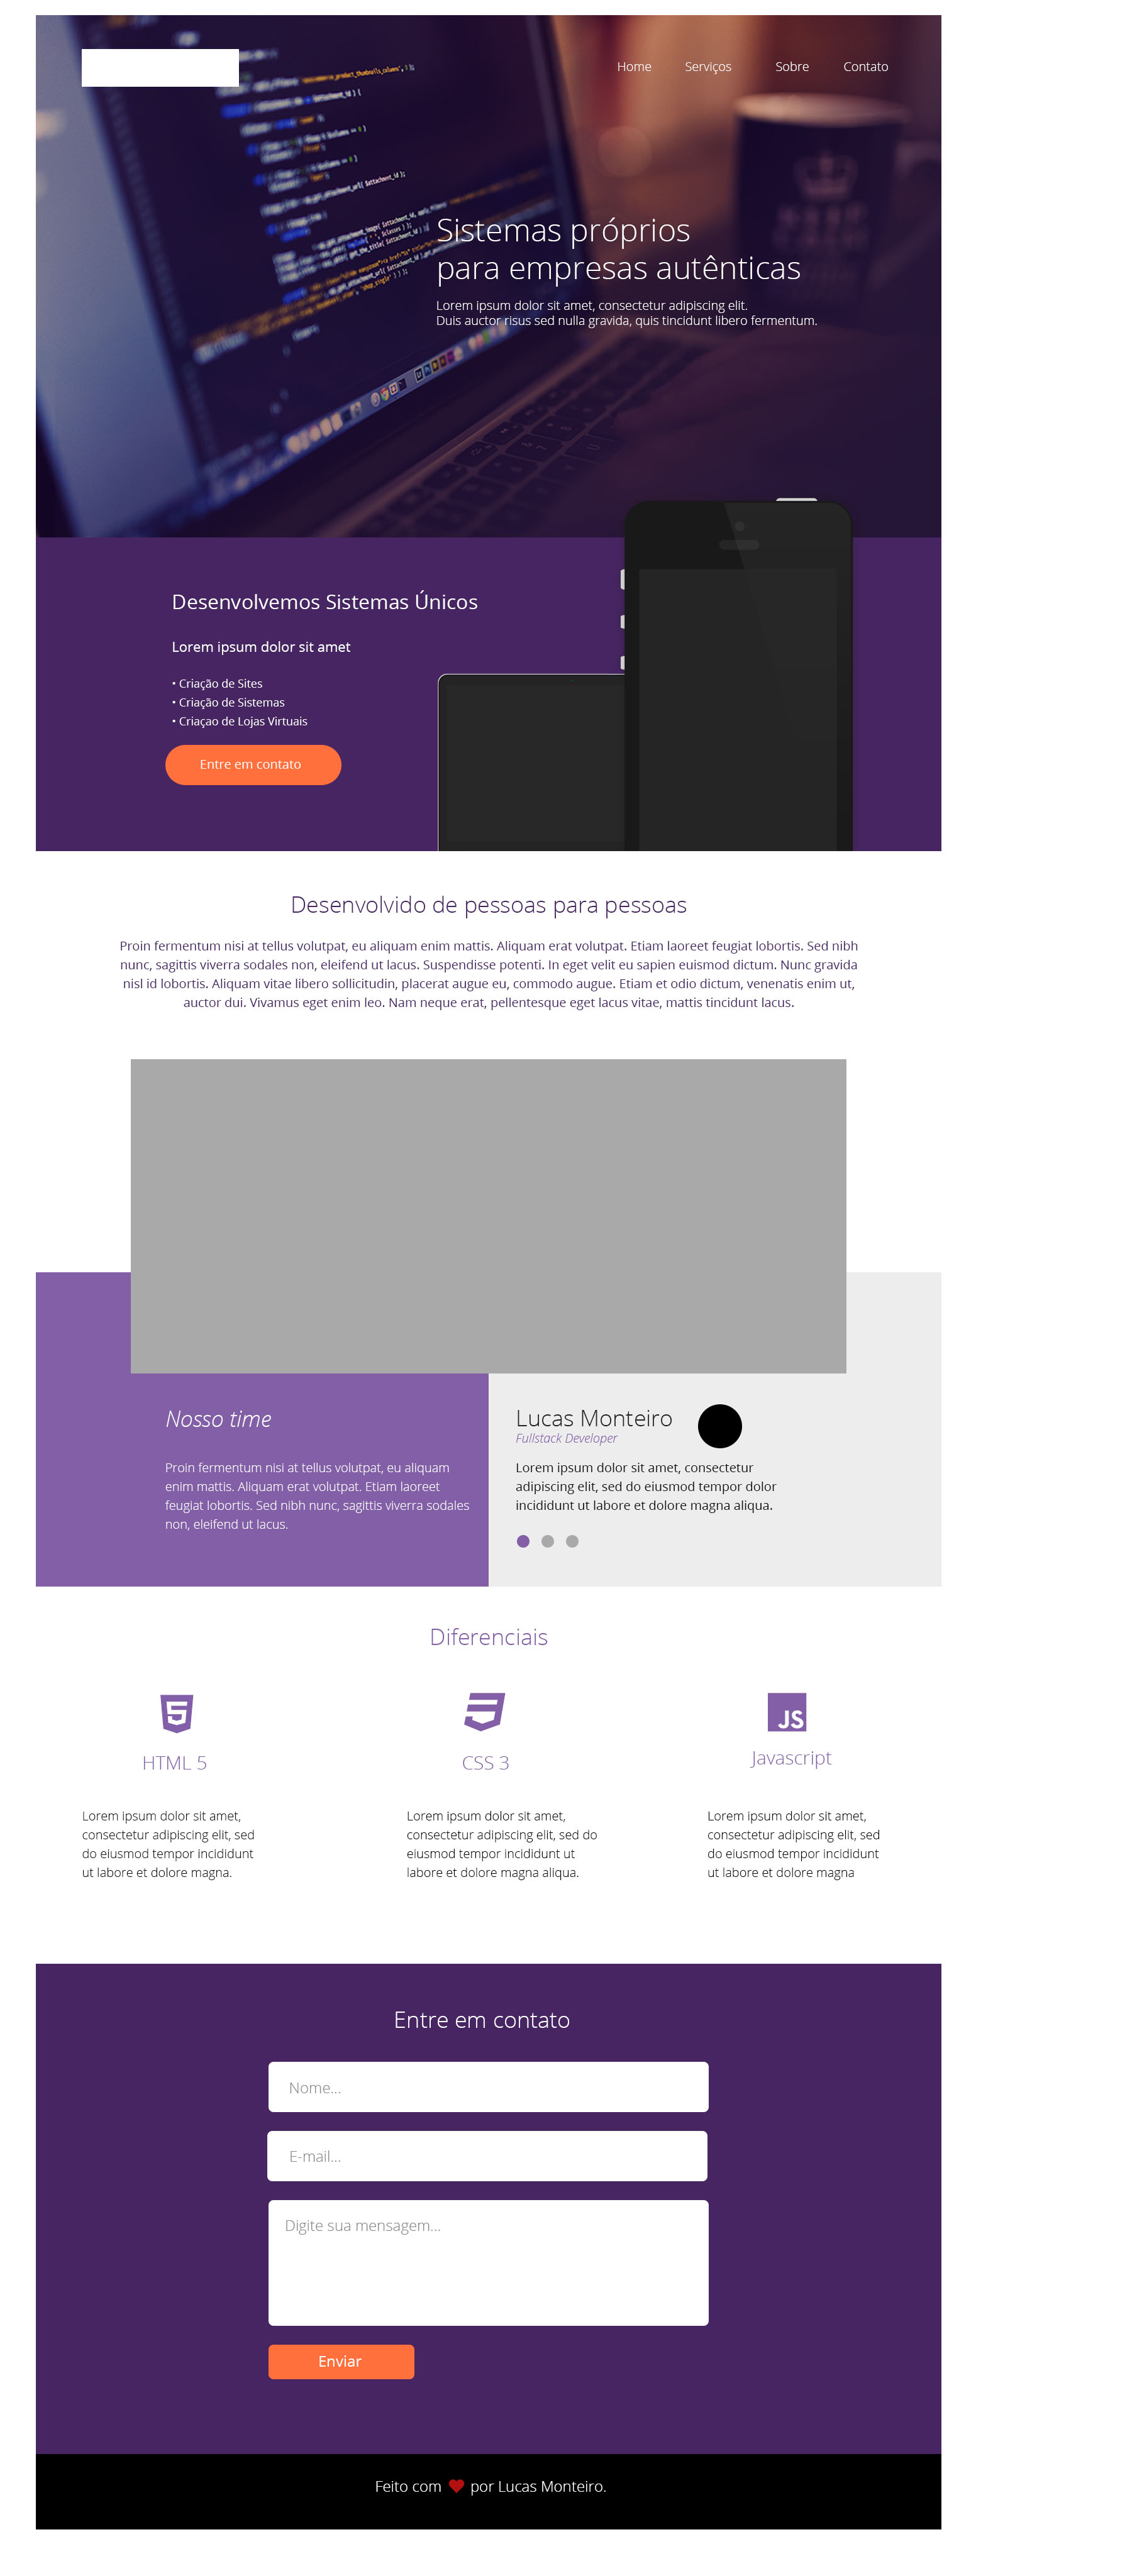 Home Serviços Sobre Contato
Sistemas próprios
para empresas autênticas
Lorem ipsum dolor sit amet, consectetur adipiscing elit.
Duis auctor risus sed nulla gravida, quis tincidunt libero fermentum.
Desenvolvemos Sistemas Únicos
Lorem ipsum dolor sit amet
• Criação de Sites
• Criação de Sistemas
• Criaçao de Lojas Virtuais
Entre em contato
Desenvolvido de pessoas para pessoas
Proin fermentum nisi at tellus volutpat, eu aliquam enim mattis. Aliquam erat volutpat. Etiam laoreet feugiat lobortis. Sed nibh
nunc, sagittis viverra sodales non, eleifend ut lacus. Suspendisse potenti. In eget velit eu sapien euismod dictum. Nunc gravida
nisl id lobortis. Aliquam vitae libero sollicitudin, placerat augue eu, commodo augue. Etiam et odio dictum, venenatis enim ut,
auctor dui. Vivamus eget enim leo. Nam neque erat, pellentesque eget lacus vitae, mattis tincidunt lacus.
Nosso time
Proin fermentum nisi at tellus volutpat, eu aliquam
enim mattis. Aliquam erat volutpat. Etiam laoreet
feugiat lobortis. Sed nibh nunc, sagittis viverra sodales
non, eleifend ut lacus.
Lucas Monteiro
Fullstack Developer
Lorem ipsum dolor sit amet, consectetur
adipiscing elit, sed do eiusmod tempor dolor
incididunt ut labore et dolore magna aliqua.
Diferenciais
5
JS
HTML 5
CSS 3
Javascript
Lorem ipsum dolor sit amet,
consectetur adipiscing elit, sed
do eiusmod tempor incididunt
ut labore et dolore magna.
Lorem ipsum dolor sit amet,
consectetur adipiscing elit, sed do
eiusmod tempor incididunt ut
labore et dolore magna aliqua.
Lorem ipsum dolor sit amet,
consectetur adipiscing elit, sed
do eiusmod tempor incididunt
ut labore et dolore magna
Entre em contato
Nome...
E-mail...
Digite sua mensagem...
Enviar
Feito com ❤ por Lucas Monteiro.